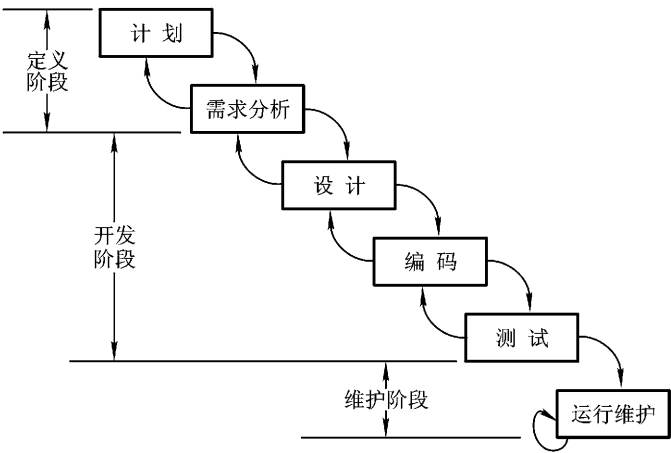 计 划
定义
阶段
需求分析
设 计
开发
阶段
编 码
测 试
维护阶段
运行维护